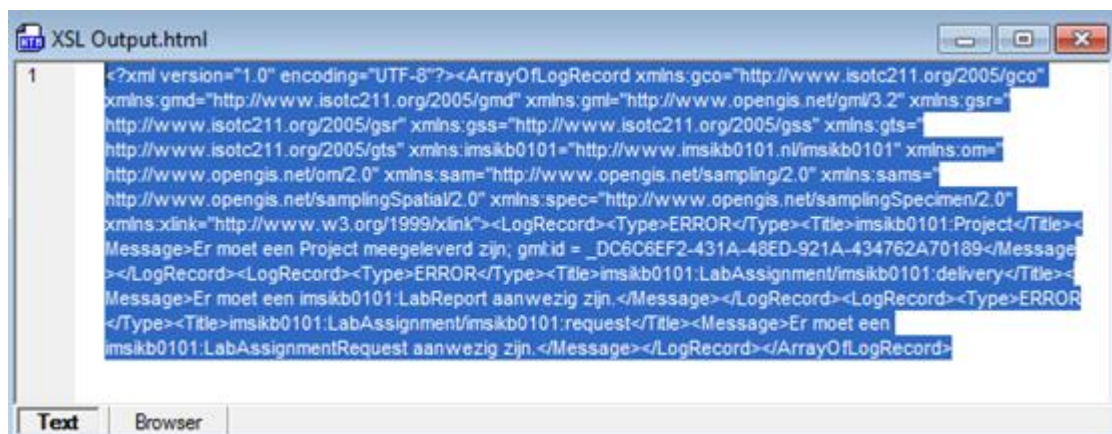 XSL Output.html
1
<?xml version="1.0" encoding="UTF-8"?><ArrayOfLogRecord xmlns:gco="http://www.isotc211.org/2005/gco"
xmlns:gmd="http://www.isotc211.org/2005/gmd" xmlns:gml="http://www.opengis.net/gml/3.2" xmlns:gsr="
http://www.isotc211.org/2005/gsr" xmlns:gss="http://www.isotc211.org/2005/gss" xmlns:gts="
http://www.isotc211.org/2005/gts" xmlns:imsikb0101="http://www.imsikb0101.nl/imsikb0101" xmlns:om="
http://www.opengis.net/om/2.0" xmlns:sam="http://www.opengis.net/sampling/2.0" xmlns:sams="
http://www.opengis.net/samplingSpatial/2.0" xmlns:spec="http://www.opengis.net/samplingSpecimen/2.0"
xmlns:xlink="http://www.w3.org/1999/xlink"><LogRecord><Type>ERROR</Type><Title>imsikb0101:Project</Title><
Message>Er moet een Project meegeleverd zijn; gml:id = _DC6C6EF2-431A-48ED-921A-434762A70189</Message
></LogRecord><LogRecord><Type>ERROR</Type><Title>imsikb0101:LabAssignment/imsikb0101:delivery</Title><
Message>Er moet een imsikb0101:LabReport aanwezig zijn.</Message></LogRecord><LogRecord><Type>ERROR
</Type><Title>imsikb0101:LabAssignment/imsikb0101:request</Title><Message>Er moet een
imsikb0101:LabAssignmentRequest aanwezig zijn.</Message></LogRecord></ArrayOfLogRecord>
Text Browser